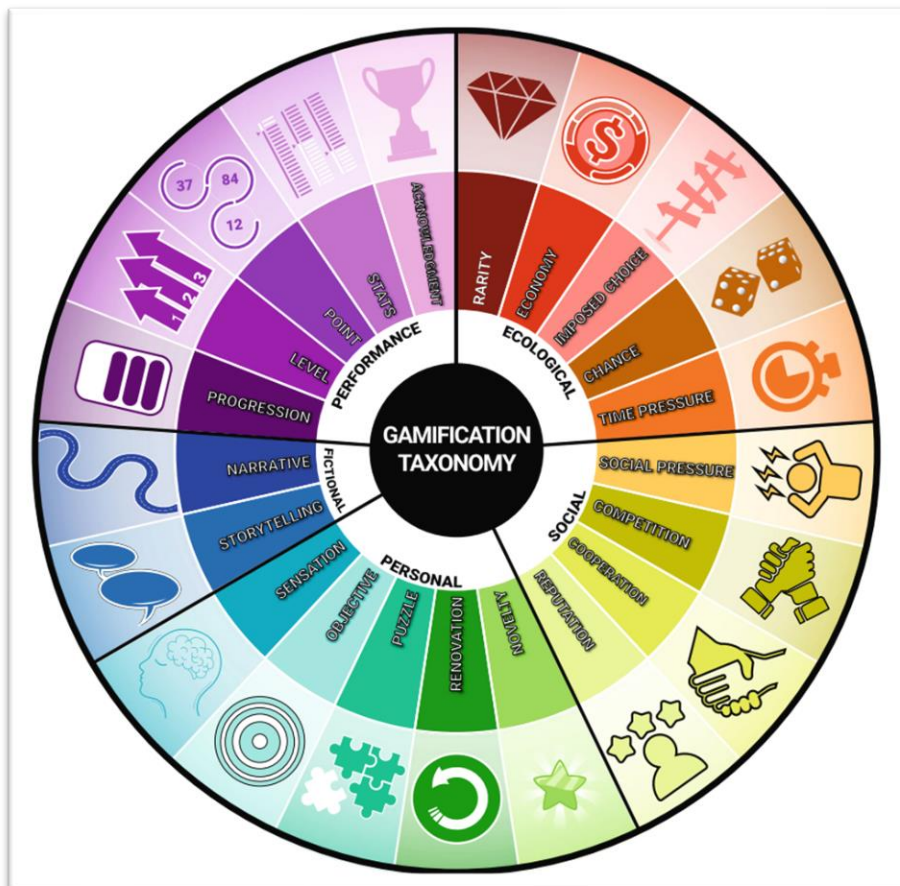 GAMIFICATION
TAXONOMY
PERFORMANCE
ECOLOGICAL
SOCIAL
PERSONAL
FICTIONAL
RARITY
ECONOMY
IMPOSED CHOICE
CHANCE
TIME PRESSURE
SOCIAL PRESSURE
COMPETITION
COOPERATION
REPUTATION
NOVELTY
RENOVATION
PUZZLE
OBJECTIVE
SENSATION
STORYTELLING
NARRATIVE
PROGRESSION
LEVEL
POINT
STATS
ACKNOWLEDGMENT
$
1 2 3
37
84
12